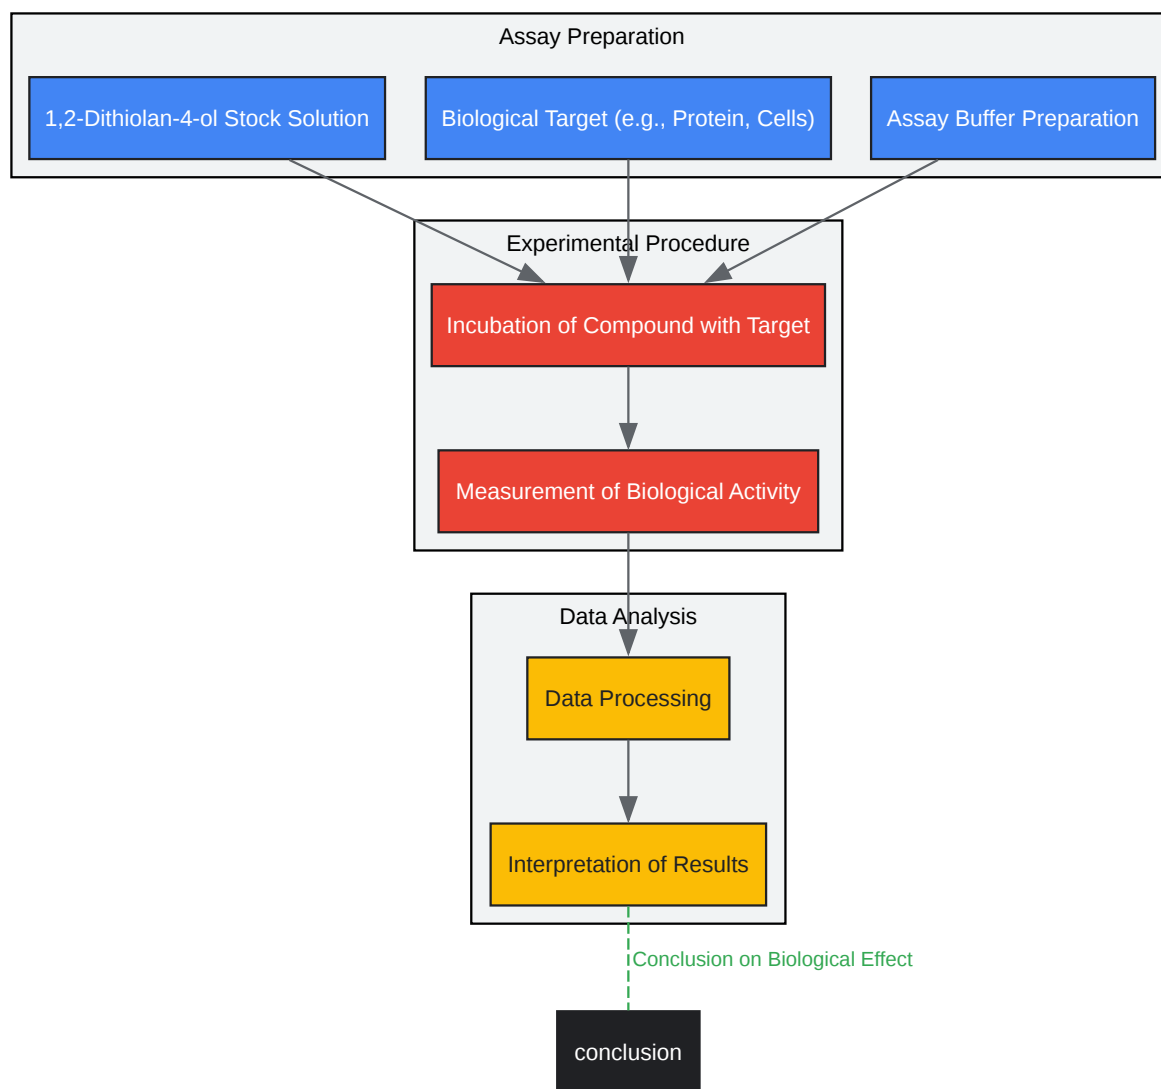 Assay Preparation
1,2-Dithiolan-4-ol Stock Solution
Biological Target (e.g., Protein, Cells)
Assay Buffer Preparation
Experimental Procedure
Incubation of Compound with Target
Measurement of Biological Activity
Data Analysis
Data Processing
Interpretation of Results
Conclusion on Biological Effect
conclusion